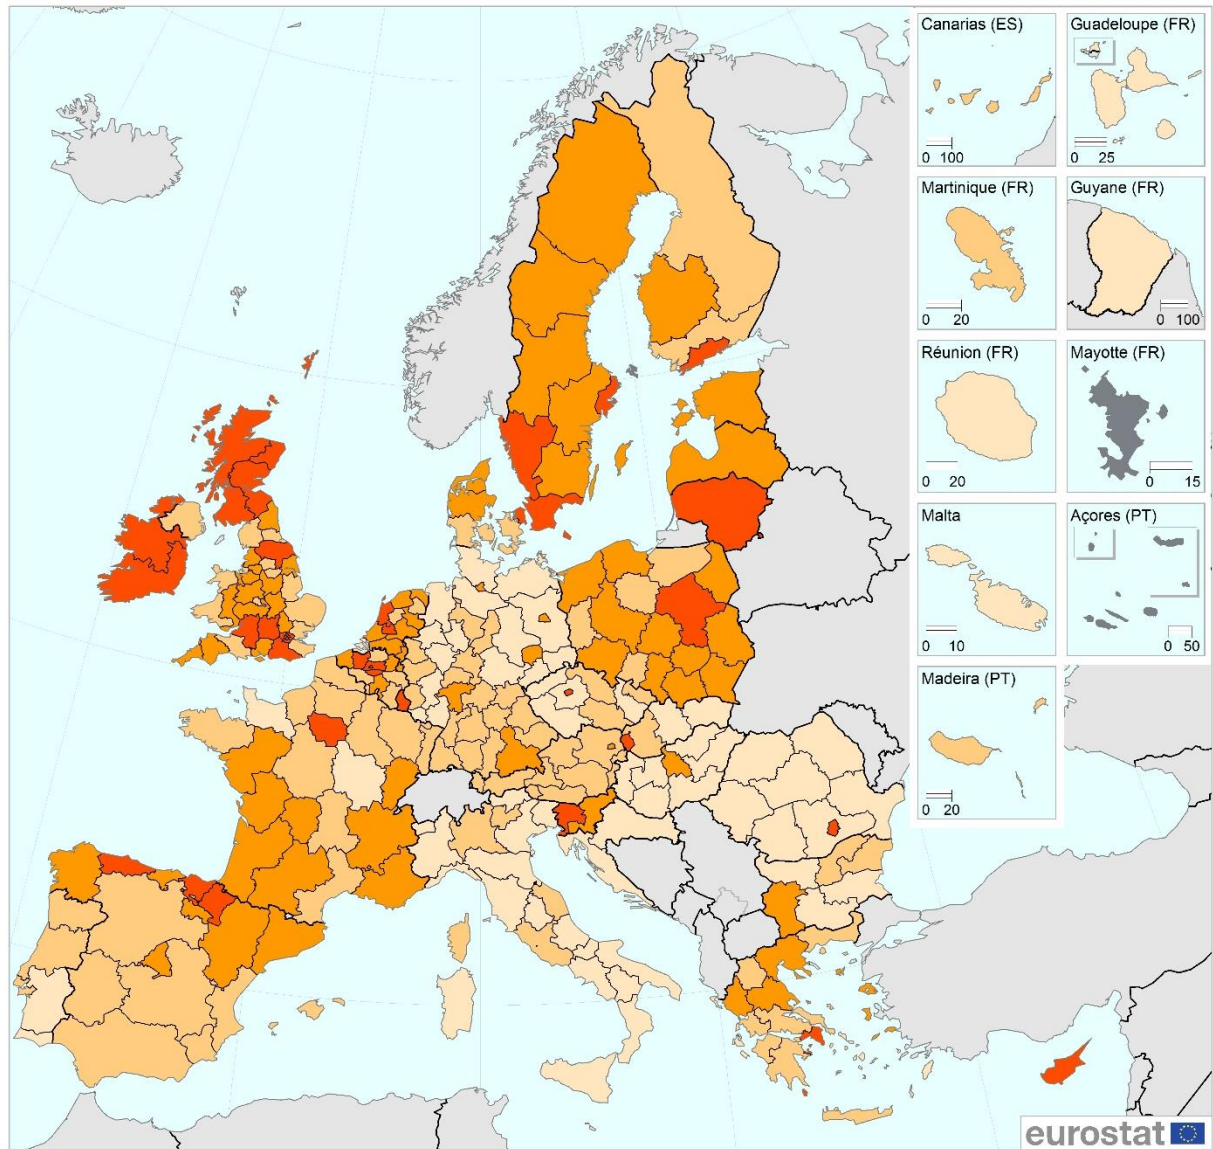 Canarias (ES)
0 100
Guadeloupe (FR)
0 25
Martinique (FR)
0 20
Guyane (FR)
0 100
Réunion (FR)
0 20
Mayotte (FR)
0 15
Malta
0 10
Açores (PT)
0 50
Madeira (PT)
0 20
eurostat